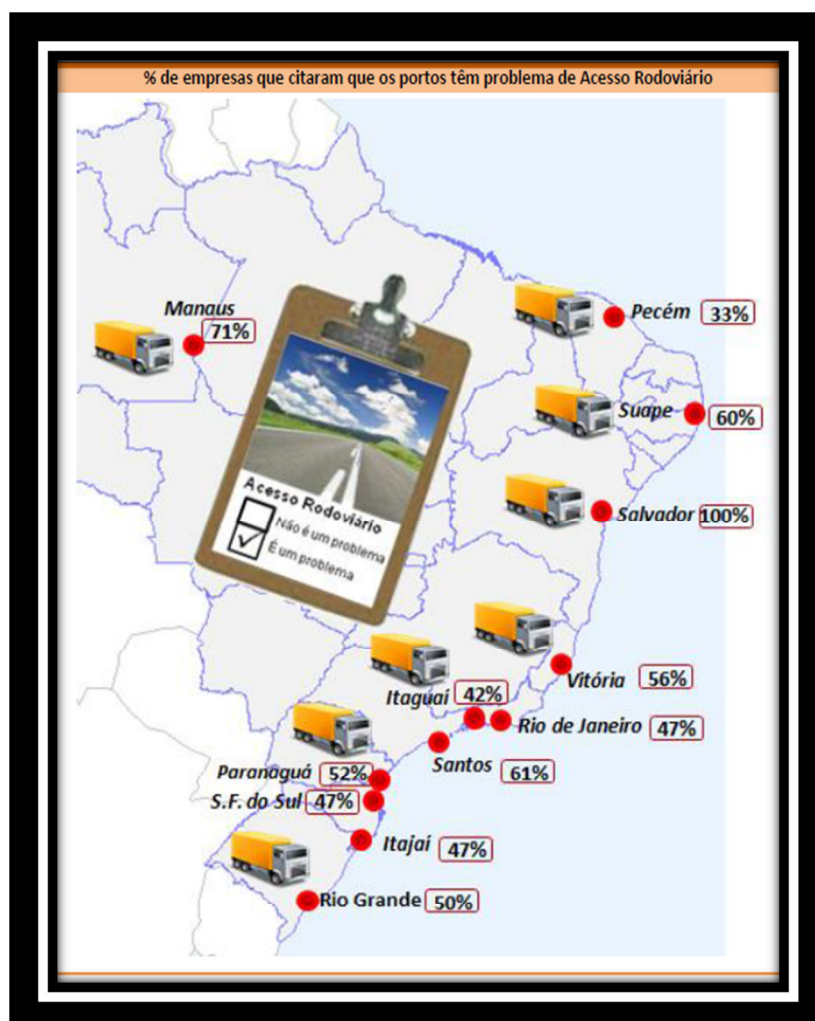 % de empresas que citaram que os portos têm problema de Acesso Rodoviário
Manaus
71%
Pecém 33%
Suape 60%
Salvador 100%
Acesso Rodoviário
Não é um problema
É um problema
Vitória 56%
Itaguaí 42%
Rio de Janeiro 47%
Santos 61%
Paranaguá 52%
S.F. do Sul 47%
Itajaí 47%
Rio Grande 50%